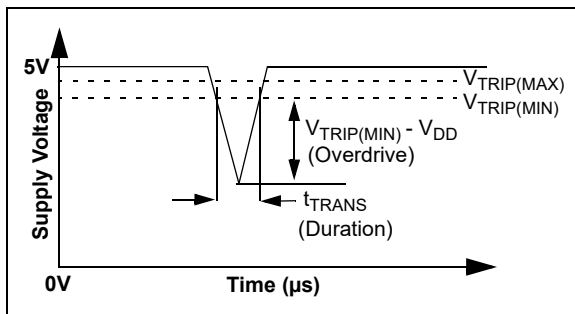 5V
Supply Voltage
VTRIP(MAX)
VTRIP(MIN)
VTRIP(MIN) - VDD
(Overdrive)
tTRANS
(Duration)
0V
Time (µs)